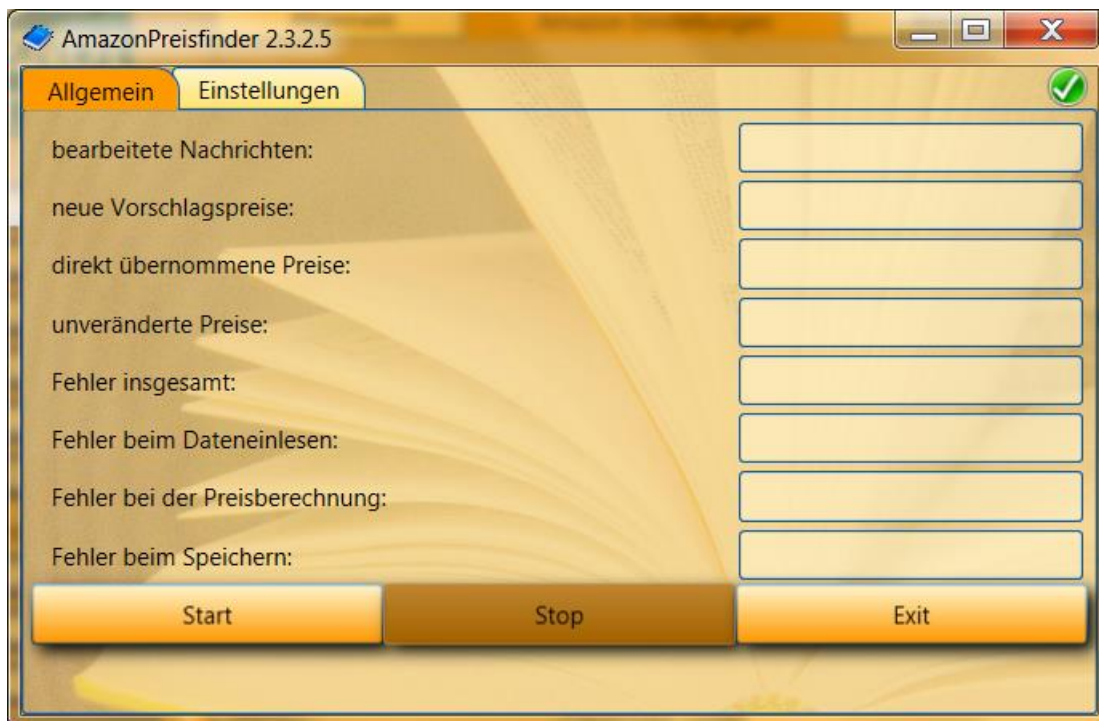 AmazonPreisfinder 2.3.2.5
Allgemein Einstellungen
bearbeitete Nachrichten:
neue Vorschlagspreise:
direkt übernommene Preise:
unveränderte Preise:
Fehler insgesamt:
Fehler beim Dateneinlesen:
Fehler bei der Preisberechnung:
Fehler beim Speichern:
Start Stop Exit